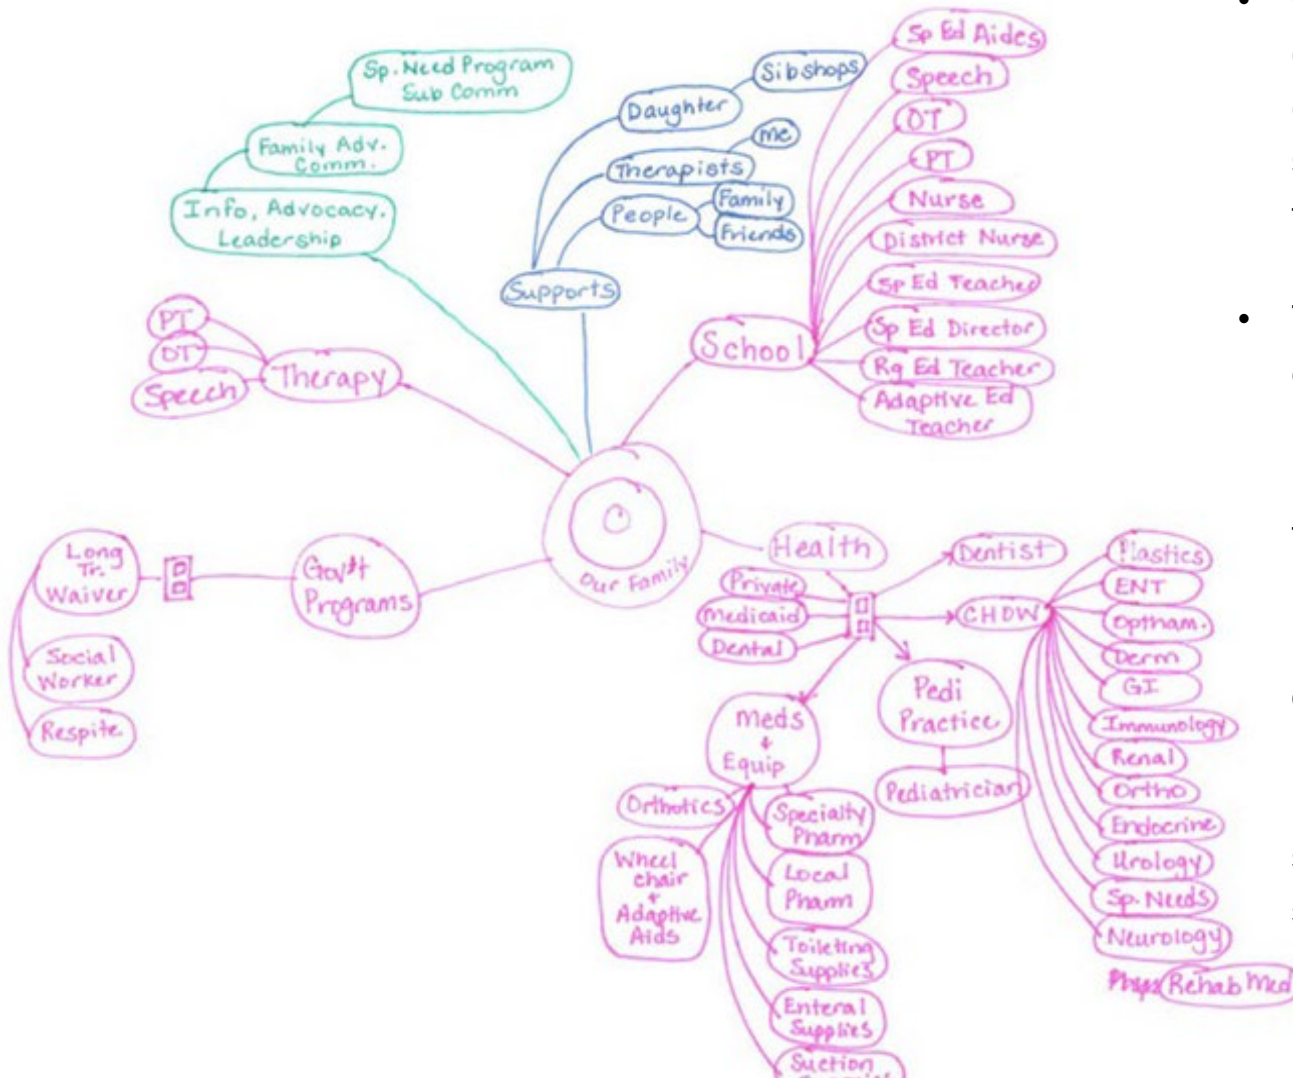 Sp. Need Program
Sub Comm
Family Adv.
Comm.
Info, Advocacy.
Leadership
Sibshops
Daughter
me
Therapists
Family
People
Friends
Supports
Sp Ed Aides
Speech
OT
PT
Nurse
District Nurse
Sp Ed Teacher
Sp Ed Director
Rg Ed Teacher
Adaptive Ed
Teacher
School
PT
OT
Speech
Therapy
Our Family
Long
Tr.
Waiver
Gov't
Programs
Social
Worker
Respite
Health
Private
Medicaid
Dental
Dentist
CHOW
Plastics
ENT
Optham.
Derm
GI
Immunology
Renal
Ortho
Endocrine
Urology
Sp. Needs
Neurology
Rehab Med
Pedi
Practice
Pediatrician
Meds
+
Equip
Orthotics
Wheel
chair
+
Adaptive
Aids
Specialty
Pharm
Local
Pharm
Toileting
Supplies
Enteral
Supplies
Suction